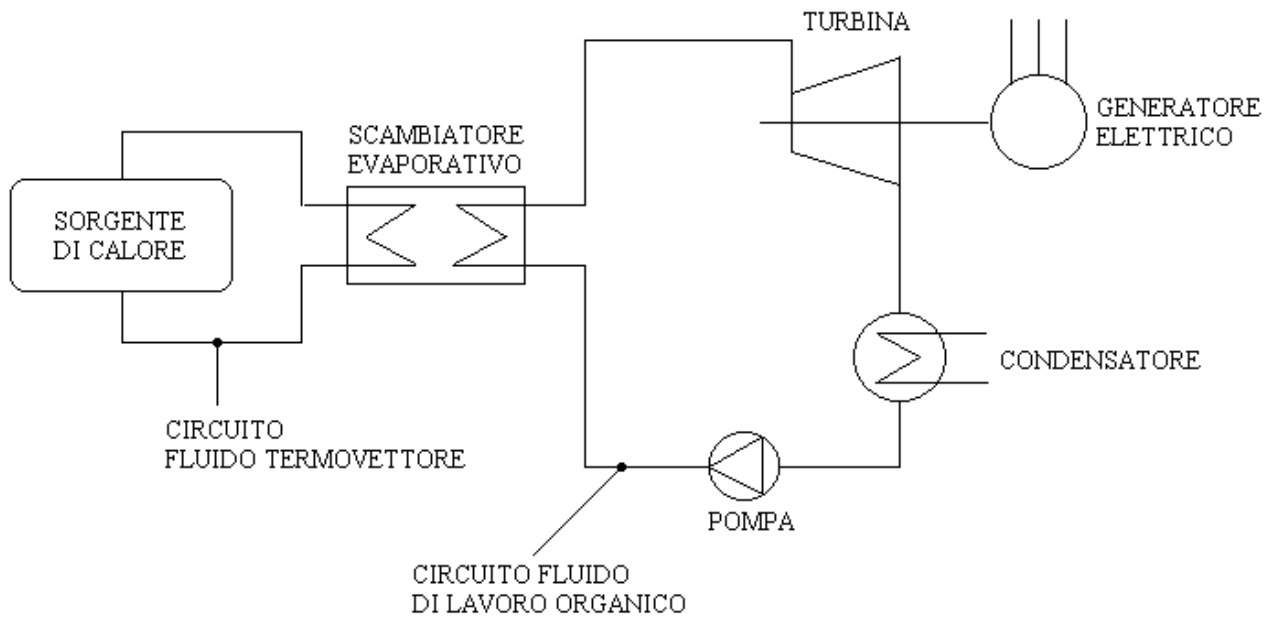 TURBINA
GENERATORE
ELETTRICO
SCAMBIATORE
EVAPORATIVO
SORGENTE
DI CALORE
CONDENSATORE
CIRCUITO
FLUIDO TERMOVETTORE
POMPA
CIRCUITO FLUIDO
DI LAVORO ORGANICO